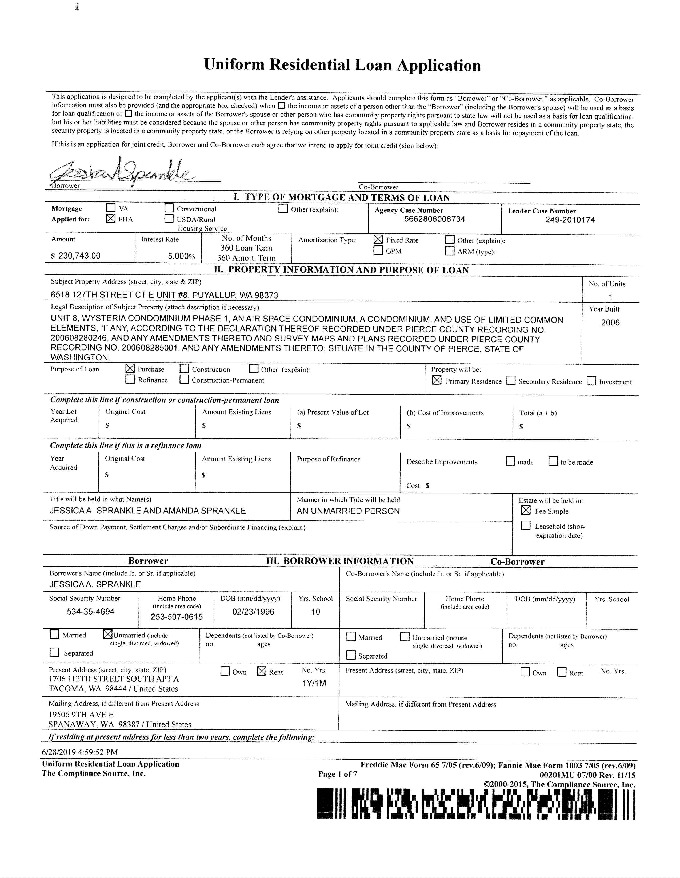 Uniform Residential Loan Application
This application is designed to be completed by the applicant(s) with the Lender's assistance. Applicants should complete this form as "Borrower" or "Co-Borrower," as applicable. Co-Borrower
information must also be provided (and the appropriate box checked) when ☐ the income or assets of a person other than the "Borrower" (including the Borrower's spouse) will be used as a basis
for loan qualification or ☐ the income or assets of the Borrower's spouse or other person who has community property rights pursuant to state law will not be used as a basis for loan qualification,
but his or her liabilities must be considered because the spouse or other person has community property rights pursuant to applicable law and Borrower resides in a community property state, the
security property is located in a community property state, or the Borrower is relying on other property located in a community property state as a basis for repayment of the loan.
If this is an application for joint credit, Borrower and Co-Borrower each agree that we intend to apply for joint credit (sign below):
Borrower Co-Borrower
I. TYPE OF MORTGAGE AND TERMS OF LOAN
Mortgage ☐ VA ☐ Conventional ☐ Other (explain): Agency Case Number Lender Case Number
Applied for: ☒ FHA ☐ USDA/Rural Housing Service 249-2010174
Amount Interest Rate No. of Months Amortization Type: ☒ Fixed Rate ☐ Other (explain):
$ 230,743.00 5.000% 360 Loan Term ☐ GPM ☐ ARM (type):
360 Amort. Term
II. PROPERTY INFORMATION AND PURPOSE OF LOAN
Subject Property Address (street, city, state & ZIP) No. of Units
6518 127TH STREET CT E UNIT #8, PUYALLUP, WA 98373
Legal Description of Subject Property (attach description if necessary) Year Built
UNIT 8, WYSTERIA CONDOMINIUM PHASE 1, AN AIR SPACE CONDOMINIUM, A CONDOMINIUM, AND USE OF LIMITED COMMON 2006
ELEMENTS, IF ANY, ACCORDING TO THE DECLARATION THEREOF RECORDED UNDER PIERCE COUNTY RECORDING NO.
200608280246, AND ANY AMENDMENTS THERETO AND SURVEY MAPS AND PLANS RECORDED UNDER PIERCE COUNTY
RECORDING NO. 200608285001, AND ANY AMENDMENTS THERETO; SITUATE IN THE COUNTY OF PIERCE, STATE OF
WASHINGTON
Purpose of Loan ☒ Purchase ☐ Construction ☐ Other (explain): Property will be:
☐ Refinance ☐ Construction-Permanent ☒ Primary Residence ☐ Secondary Residence ☐ Investment
Complete this line if construction or construction-permanent loan
Year Lot Acquired Original Cost Amount Existing Liens (a) Present Value of Lot (b) Cost of Improvements Total (a + b)
$ $ $ $ $
Complete this line if this is a refinance loan
Year Acquired Original Cost Amount Existing Liens Purpose of Refinance Describe Improvements ☐ made ☐ to be made
$ $ Cost: $
Title will be held in what Name(s) Manner in which Title will be held Estate will be held in:
JESSICA A. SPRANKLE AND AMANDA SPRANKLE AN UNMARRIED PERSON ☒ Fee Simple
Source of Down Payment, Settlement Charges and/or Subordinate Financing (explain) ☐ Leasehold (show expiration date)
Borrower III. BORROWER INFORMATION Co-Borrower
Borrower's Name (include Jr. or Sr. if applicable) Co-Borrower's Name (include Jr. or Sr. if applicable)
JESSICA A. SPRANKLE
Social Security Number Home Phone (include area code) DOB (mm/dd/yyyy) Yrs. School Social Security Number Home Phone (include area code) DOB (mm/dd/yyyy) Yrs. School
02/23/1996 10
☐ Married ☒ Unmarried (include single, divorced, widowed) Dependents (not listed by Co-Borrower) ☐ Married ☐ Unmarried (include single, divorced, widowed) Dependents (not listed by Borrower)
☐ Separated no. ages ☐ Separated no. ages
Present Address (street, city, state, ZIP) ☐ Own ☒ Rent No. Yrs. Present Address (street, city, state, ZIP) ☐ Own ☐ Rent No. Yrs.
STREET SOUTH APT A
TACOMA, WA 98444 / United States
Mailing Address, if different from Present Address Mailing Address, if different from Present Address
9TH AVE E
SPANAWAY, WA 98387 / United States
If residing at present address for less than two years, complete the following:
6/28/2019 4:59:52 PM
Uniform Residential Loan Application Freddie Mac Form 65 7/05 (rev.6/09); Fannie Mae Form 1003 7/05 (rev.6/09)
The Compliance Source, Inc. Page 1 of 7 00201MU 07/00 Rev. 11/15
©2000-2015, The Compliance Source, Inc.